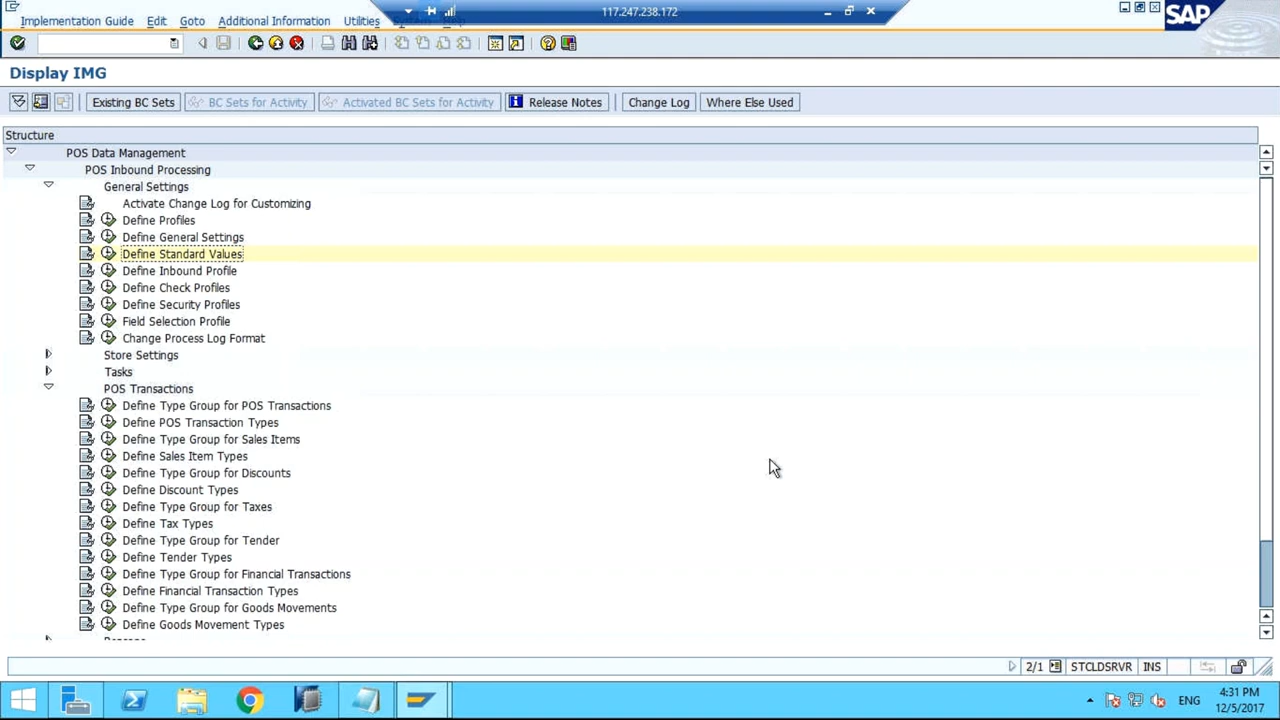 117.247.238.172
Implementation Guide Edit Goto Additional Information Utilities
SAP
Display IMG
Existing BC Sets BC Sets for Activity Activated BC Sets for Activity Release Notes Change Log Where Else Used
Structure
POS Data Management
POS Inbound Processing
General Settings
Activate Change Log for Customizing
Define Profiles
Define General Settings
Define Standard Values
Define Inbound Profile
Define Check Profiles
Define Security Profiles
Field Selection Profile
Change Process Log Format
Store Settings
Tasks
POS Transactions
Define Type Group for POS Transactions
Define POS Transaction Types
Define Type Group for Sales Items
Define Sales Item Types
Define Type Group for Discounts
Define Discount Types
Define Type Group for Taxes
Define Tax Types
Define Type Group for Tender
Define Tender Types
Define Type Group for Financial Transactions
Define Financial Transaction Types
Define Type Group for Goods Movements
Define Goods Movement Types
2/1 STCLDSRVR INS
ENG
4:31 PM
12/5/2017